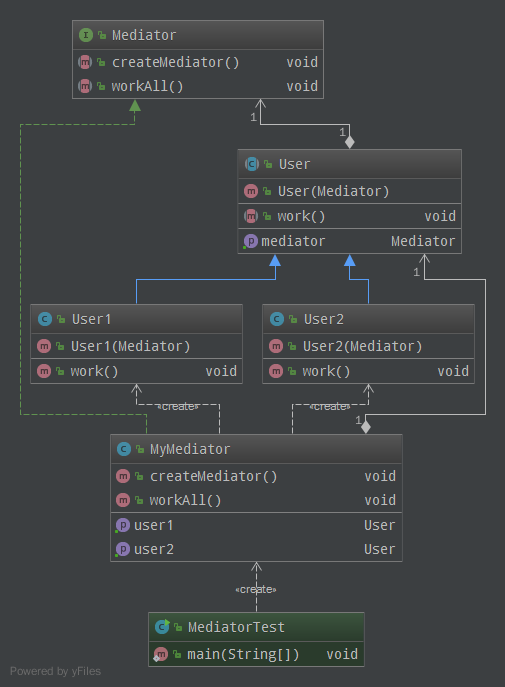 I Mediator
m createMediator() void
m workAll() void
1
1
C User
m User(Mediator)
m work() void
p mediator Mediator
1
C User1
m User1(Mediator)
m work() void
C User2
m User2(Mediator)
m work() void
«create»
«create»
1
C MyMediator
m createMediator() void
m workAll() void
p user1 User
p user2 User
«create»
C MediatorTest
m main(String[]) void
Powered by yFiles